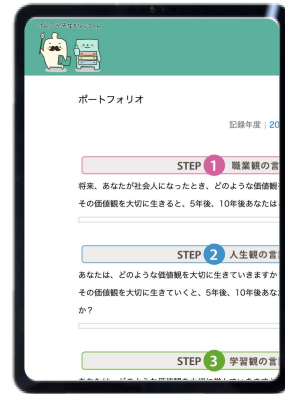 ポートフォリオ
記録年度 | 20
STEP 1 職業観の言
将来、あなたが社会人になったとき、どのような価値観
その価値観を大切に生きると、5年後、10年後あなたは
STEP 2 人生観の言
あなたは、どのような価値観を大切に生きていきますか
その価値観を大切に生きていくと、5年後、10年後あな
か？
STEP 3 学習観の言